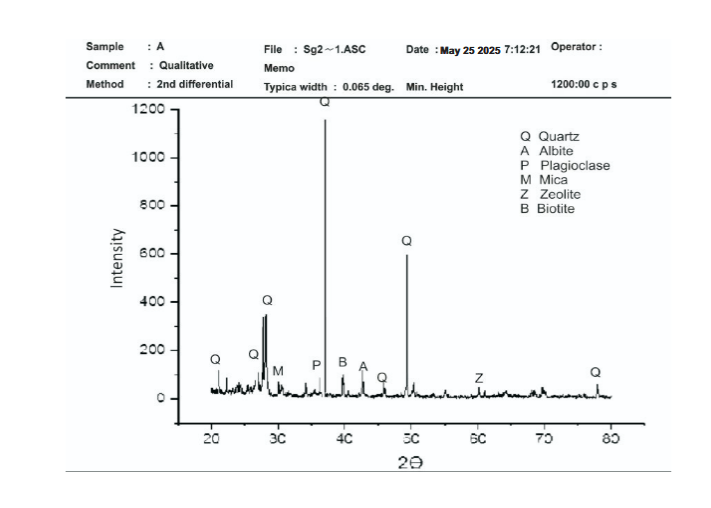 Sample : A
File : Sg2~1.ASC
Date : May 25 2025 7:12:21
Operator :
Comment : Qualitative
Memo
Method : 2nd differential
Typica width : 0.065 deg.
Min. Height
1200:00 c p s
Q
1200
1000
800
600
400
200
0
Intensity
Q Quartz
A Albite
P Plagioclase
M Mica
Z Zeolite
B Biotite
Q
Q
Q
Q
M
P
B
A
Q
Z
Q
20
30
40
50
60
70
80
2Θ